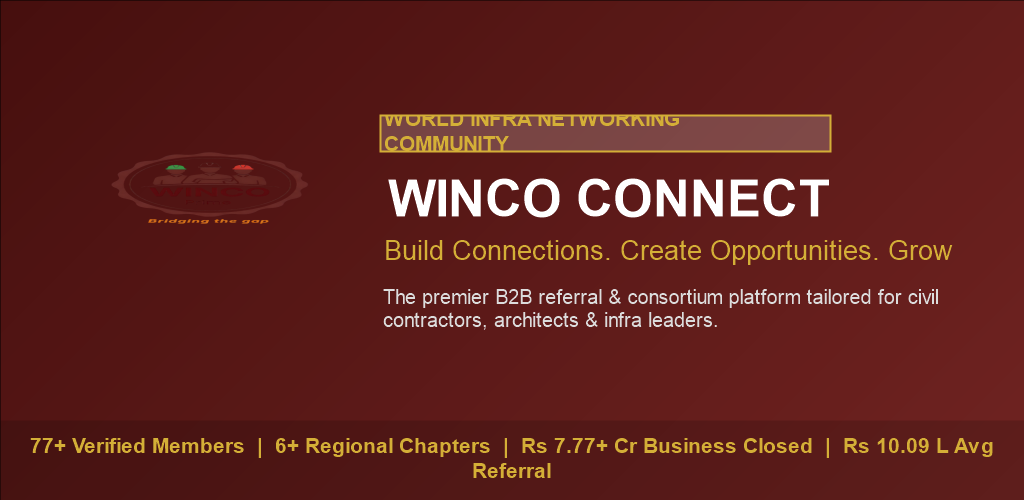 WINCO
Bridging the gap
WORLD INFRA NETWORKING
COMMUNITY
WINCO CONNECT
Build Connections. Create Opportunities. Grow
The premier B2B referral & consortium platform tailored for civil
contractors, architects & infra leaders.
77+ Verified Members | 6+ Regional Chapters | Rs 7.77+ Cr Business Closed | Rs 10.09 L Avg
Referral